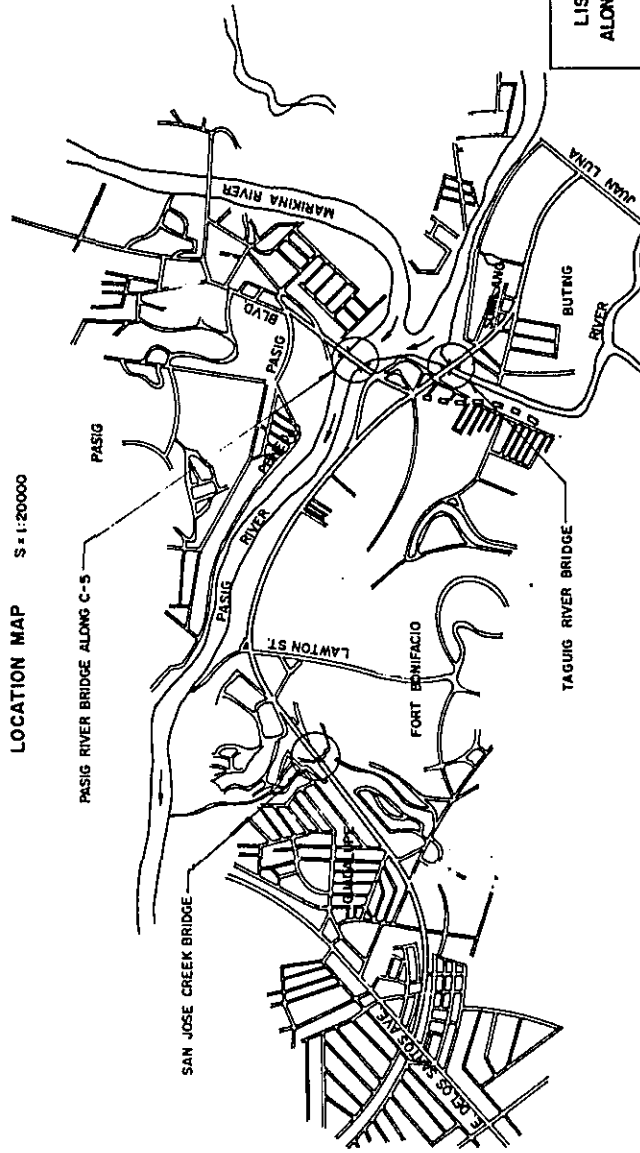 LOCATION MAP S = 1:20000
PASIG RIVER BRIDGE ALONG C-5
PASIG
SAN JOSE CREEK BRIDGE
MARIKINA RIVER
PASIG BLVD
PASIG RIVER
LAWTON ST.
GUADALUPE
FORT BONIFACIO
E. DELOS SANTOS AVE.
TAGUIG RIVER BRIDGE
BUTING
RIVER
JUAN LUNA
LIS
ALON